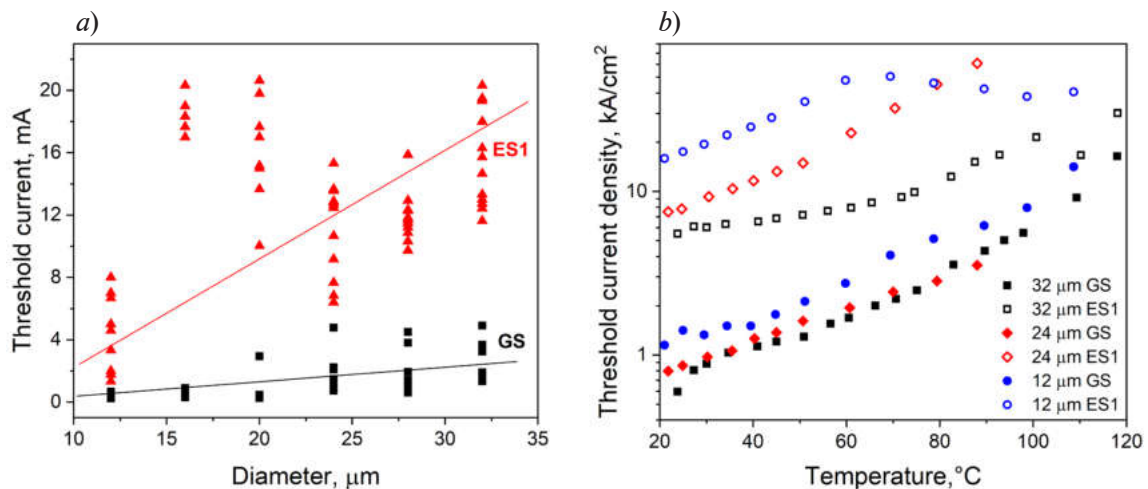 a)
Threshold current, mA
20
16
12
8
4
0
ES1
GS
10 15 20 25 30 35
Diameter, μm
b)
Threshold current density, kA/cm²
10
1
32 μm GS
32 μm ES1
24 μm GS
24 μm ES1
12 μm GS
12 μm ES1
20 40 60 80 100 120
Temperature,°C